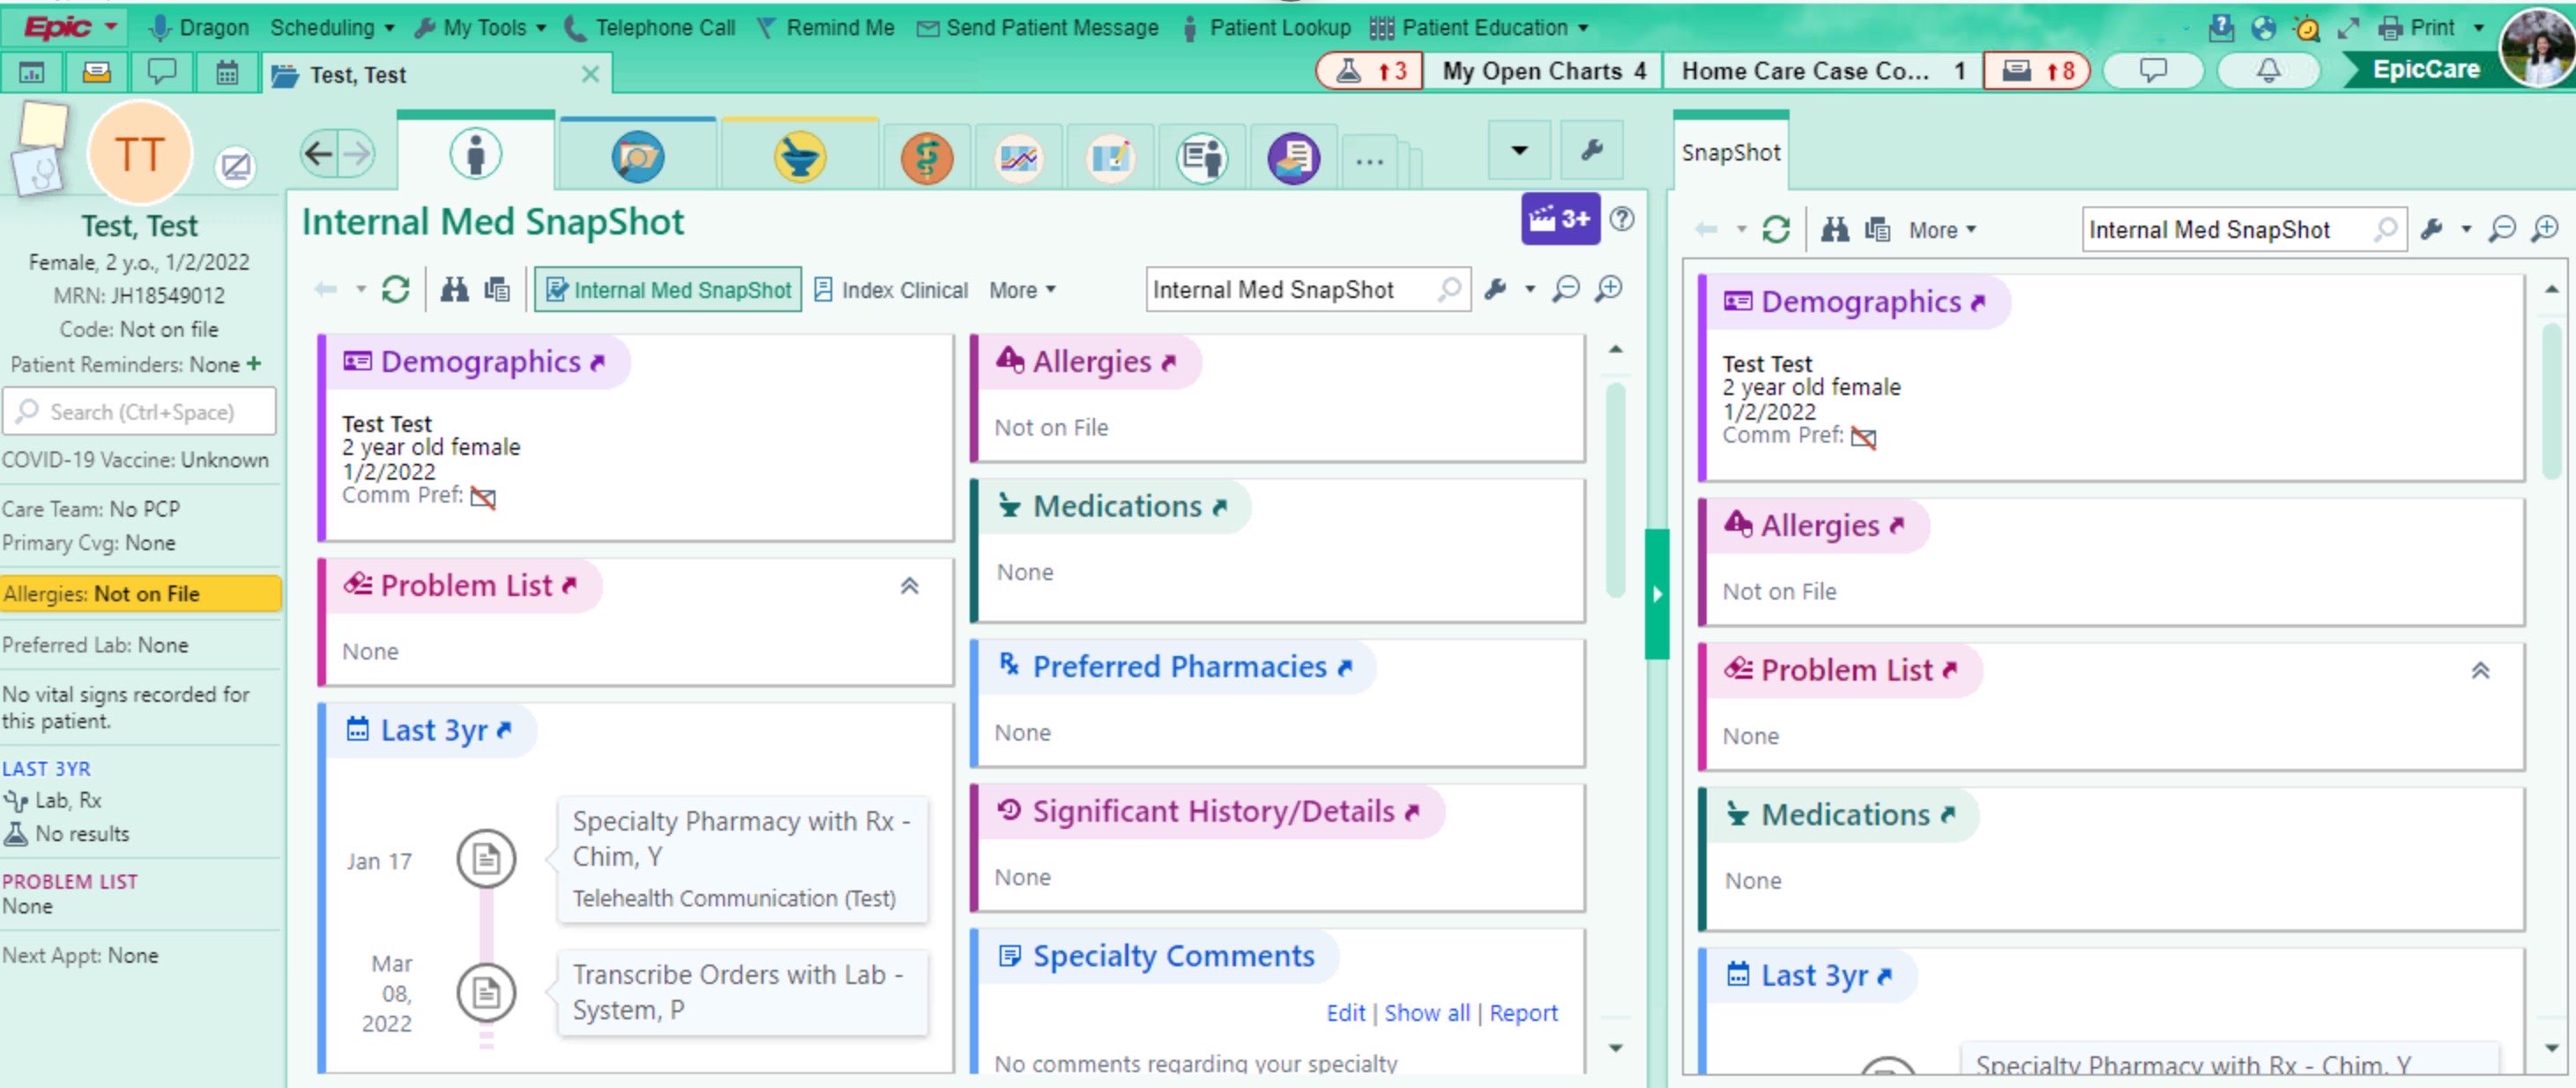 Epic Dragon Scheduling My Tools Telephone Call Remind Me Send Patient Message Patient Lookup Patient Education Print
Test, Test 3 My Open Charts 4 Home Care Case Co... 1 8 EpicCare
TT
Test, Test
Female, 2 y.o., 1/2/2022
MRN: JH18549012
Code: Not on file
Patient Reminders: None +
Search (Ctrl+Space)
COVID-19 Vaccine: Unknown
Care Team: No PCP
Primary Cvg: None
Allergies: Not on File
Preferred Lab: None
No vital signs recorded for
this patient.
LAST 3YR
Lab, Rx
No results
PROBLEM LIST
None
Next Appt: None
...
Internal Med SnapShot
3+
Internal Med SnapShot Index Clinical More Internal Med SnapShot
Demographics
Test Test
2 year old female
1/2/2022
Comm Pref:
Problem List
None
Last 3yr
Jan 17
Specialty Pharmacy with Rx -
Chim, Y
Telehealth Communication (Test)
Mar
08,
2022
Transcribe Orders with Lab -
System, P
Allergies
Not on File
Medications
None
Rx Preferred Pharmacies
None
Significant History/Details
None
Specialty Comments
Edit | Show all | Report
No comments regarding your specialty
SnapShot
More Internal Med SnapShot
Demographics
Test Test
2 year old female
1/2/2022
Comm Pref:
Allergies
Not on File
Problem List
None
Medications
None
Last 3yr
Specialty Pharmacy with Rx - Chim, Y